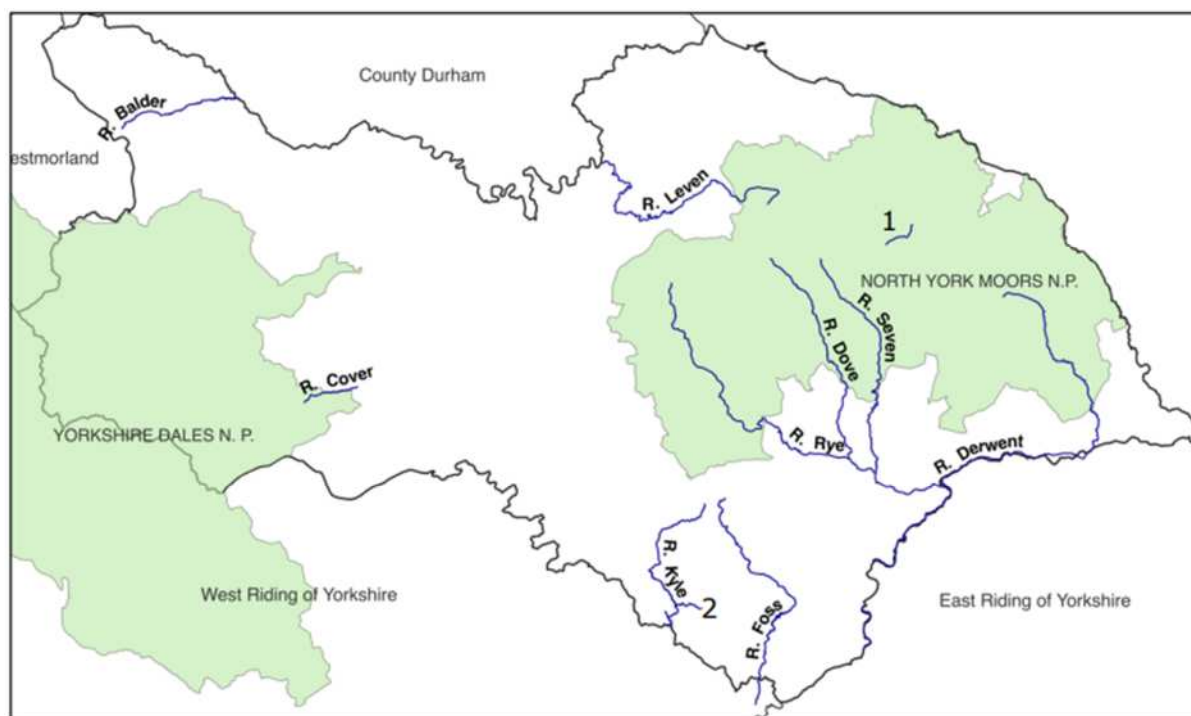 County Durham
R. Balder
estmorland
R. Leven
1
NORTH YORK MOORS N.P.
R. Seven
R. Dove
R. Cover
YORKSHIRE DALES N. P.
R. Rye
R. Derwent
R. Kyle
2
West Riding of Yorkshire
R. Foss
East Riding of Yorkshire